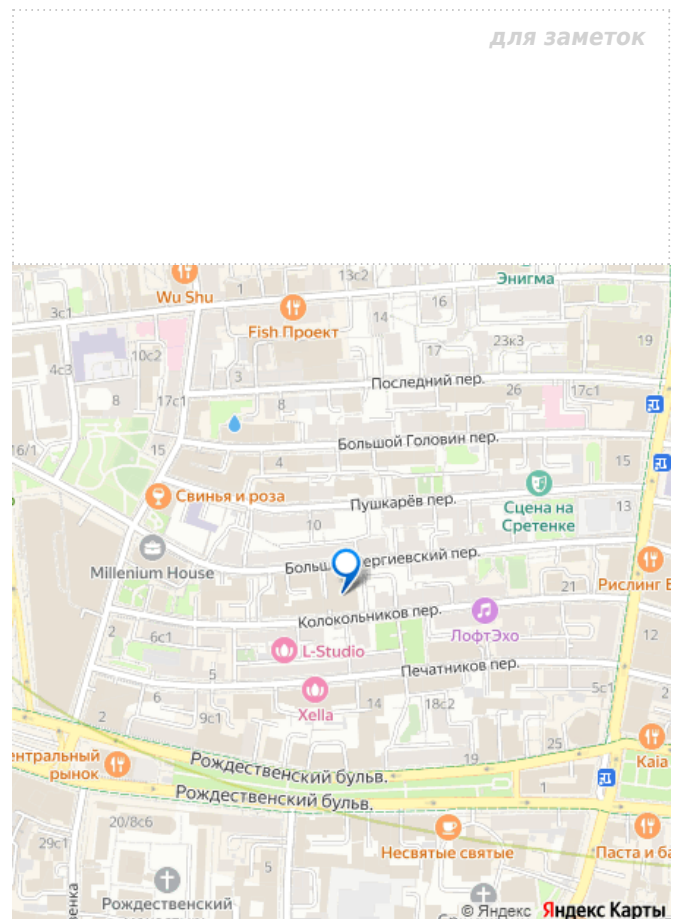 для заметок
Энигма
13с2
Wu Shu
1
16
3с1
14
Fish Проект
23к3
19
17
10с2
4с3
3
Последний пер.
26
17с1
8
17с1
8
Большой Головин пер.
15
16/1
15
4
Свинья и роза
Пушкарёв пер.
Сцена на
Сретенке
13
10
Millenium House
Рислинг
21
Колокольников пер.
ЛофтЭхо
2
6с1
12
L-Studio
5
Печатников пер.
5с1
2
6
Xella
14
18с2
2
9с1
25
Kaia
19
Рождественский бульв.
ентральный
рынок
1
Рождественский бульв.
20/8с6
29с1
Несвятые святые
Паста и ба
5с1
Рождественский
© Яндекс Яндекс Карты